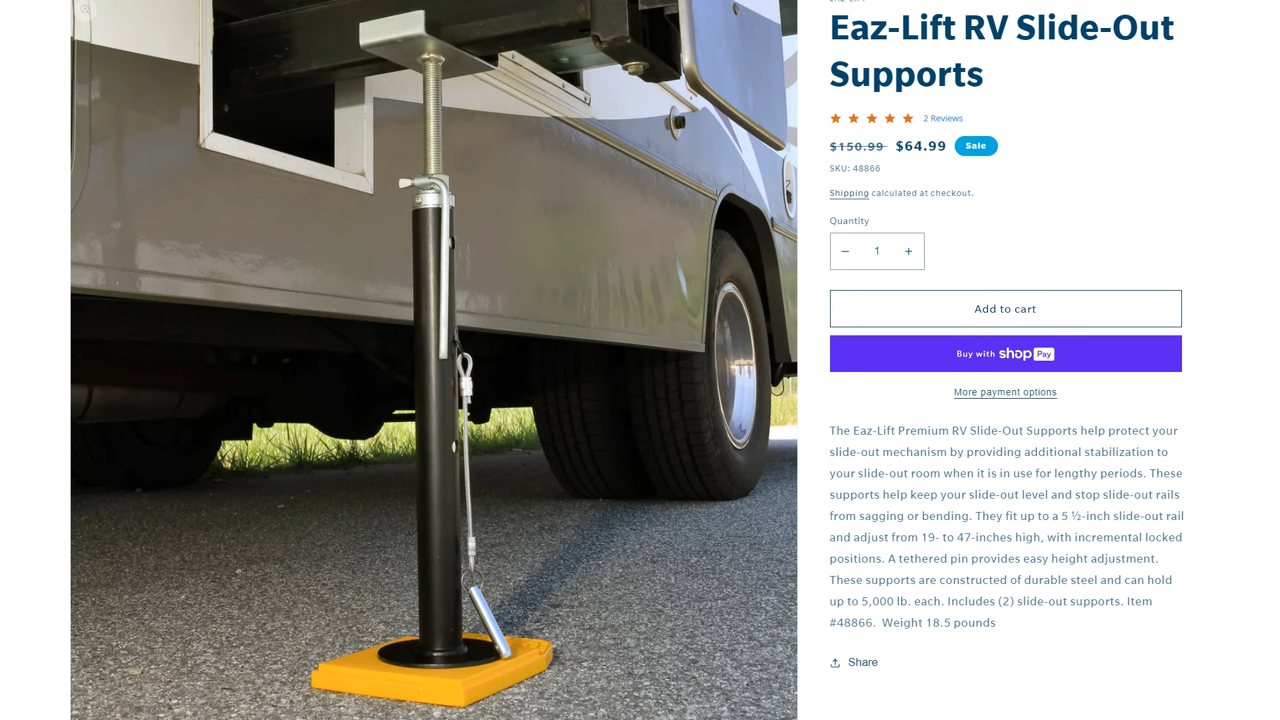 Eaz-Lift RV Slide-Out
Supports
2 Reviews
$150.99 $64.99 Sale
SKU: 48866
Shipping calculated at checkout.
Quantity
− 1 +
Add to cart
Buy with shop Pay
More payment options
The Eaz-Lift Premium RV Slide-Out Supports help protect your
slide-out mechanism by providing additional stabilization to
your slide-out room when it is in use for lengthy periods. These
supports help keep your slide-out level and stop slide-out rails
from sagging or bending. They fit up to a 5 ½-inch slide-out rail
and adjust from 19- to 47-inches high, with incremental locked
positions. A tethered pin provides easy height adjustment.
These supports are constructed of durable steel and can hold
up to 5,000 lb. each. Includes (2) slide-out supports. Item
#48866.  Weight 18.5 pounds
Share